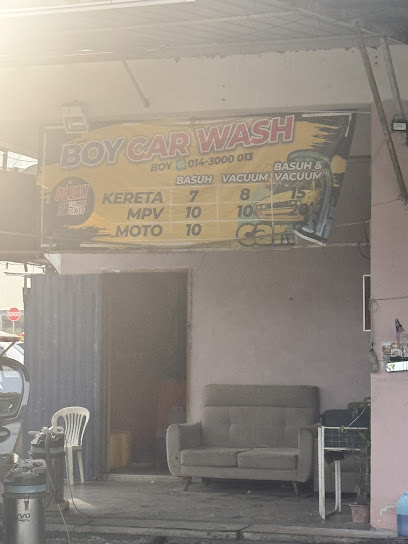 BOY CAR WASH
BOY 014-3000 013
BASUH VACUUM BASUH & VACUUM
KERETA 7 8 15
MPV 10 10 20
MOTO 10